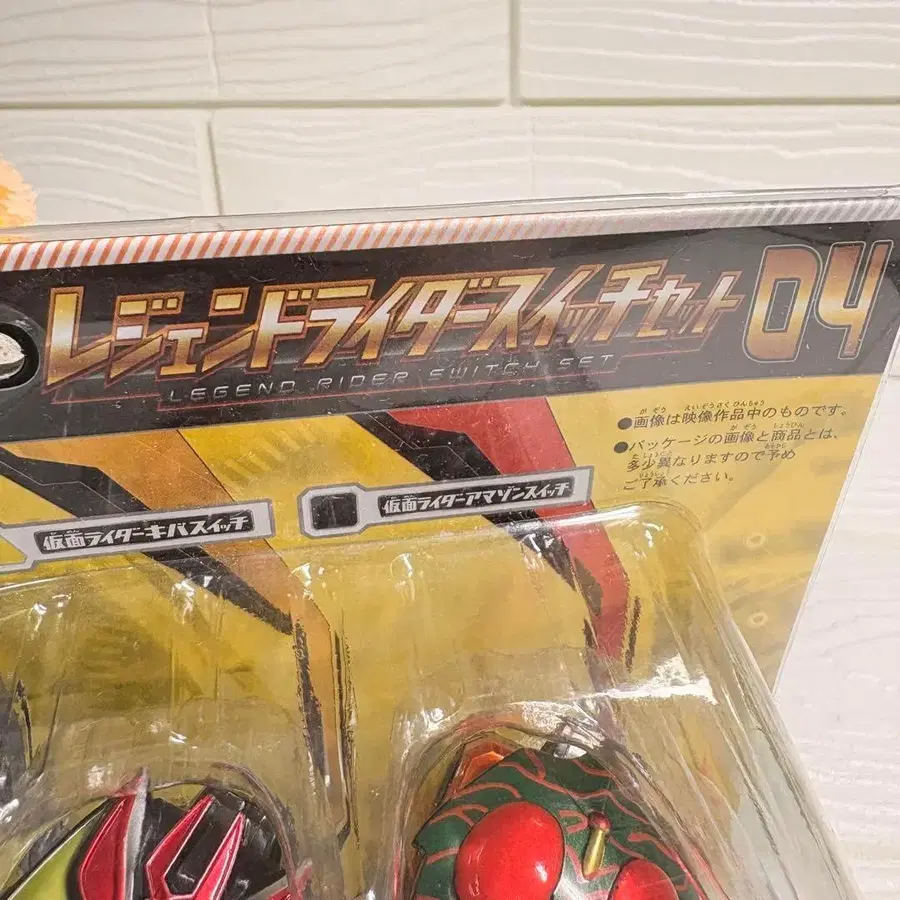 レジェンドライダースイッチセット04
LEGEND RIDER SWITCH SET
●画像は映像作品中のものです。
●パッケージの画像と商品とは、
多少異なりますので予め
ご了承ください。
仮面ライダーキバスイッチ
仮面ライダーアマゾンスイッチ